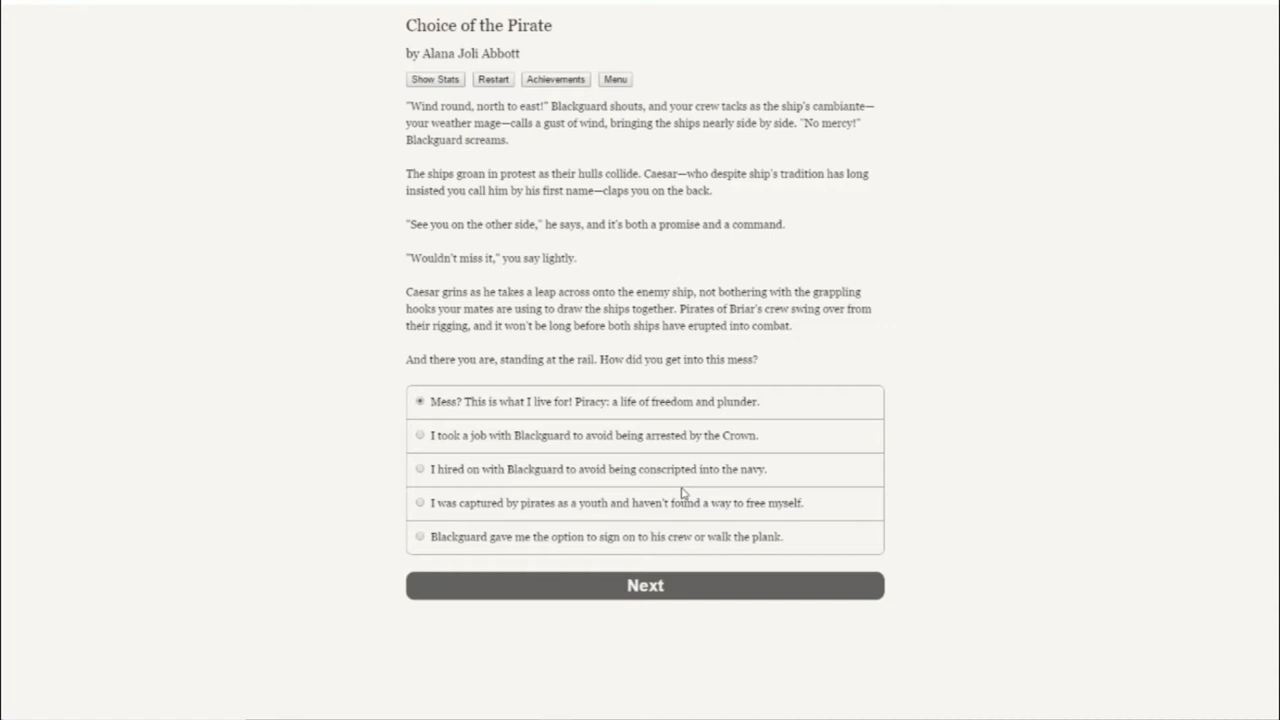 Choice of the Pirate
by Alana Joli Abbott
Show Stats Restart Achievements Menu
"Wind round, north to east!" Blackguard shouts, and your crew tacks as the ship's cambiante—
your weather mage—calls a gust of wind, bringing the ships nearly side by side. "No mercy!"
Blackguard screams.
The ships groan in protest as their hulls collide. Caesar—who despite ship's tradition has long
insisted you call him by his first name—claps you on the back.
"See you on the other side," he says, and it's both a promise and a command.
"Wouldn't miss it," you say lightly.
Caesar grins as he takes a leap across onto the enemy ship, not bothering with the grappling
hooks your mates are using to draw the ships together. Pirates of Briar's crew swing over from
their rigging, and it won't be long before both ships have erupted into combat.
And there you are, standing at the rail. How did you get into this mess?
Mess? This is what I live for! Piracy: a life of freedom and plunder.
I took a job with Blackguard to avoid being arrested by the Crown.
I hired on with Blackguard to avoid being conscripted into the navy.
I was captured by pirates as a youth and haven't found a way to free myself.
Blackguard gave me the option to sign on to his crew or walk the plank.
Next